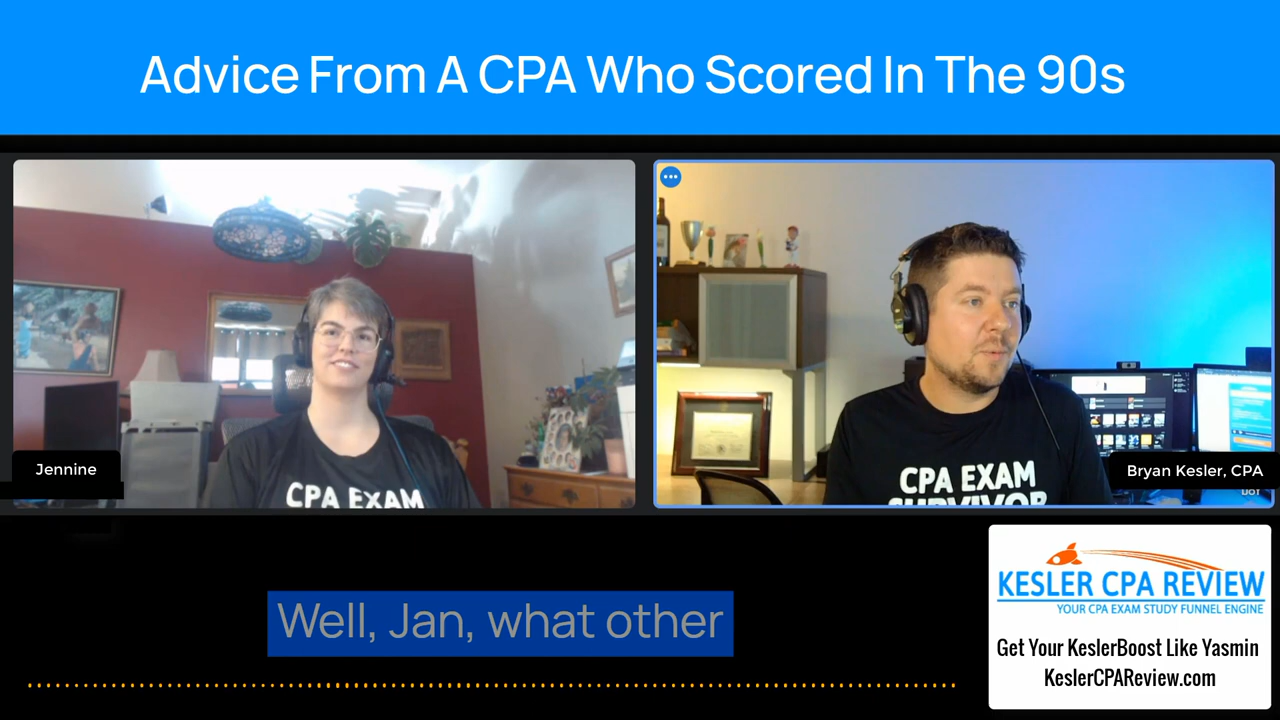 Advice From A CPA Who Scored In The 90s
Jennine
CPA EXAM
CPA EXAM
SURVIVOR
Bryan Kesler, CPA
Well, Jan, what other
KESLER CPA REVIEW
YOUR CPA EXAM STUDY FUNNEL ENGINE
Get Your KeslerBoost Like Yasmin
KeslerCPAReview.com